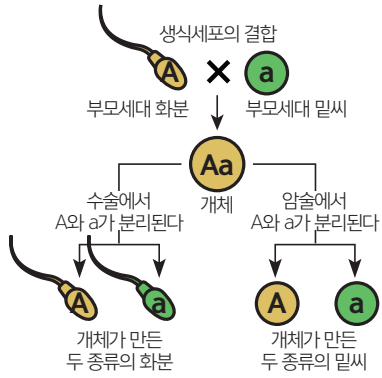 생식세포의 결합
A
a
부모세대 화분
부모세대 밑씨
Aa
개체
수술에서
A와 a가 분리된다
암술에서
A와 a가 분리된다
A
a
A
a
개체가 만든
두 종류의 화분
개체가 만든
두 종류의 밑씨